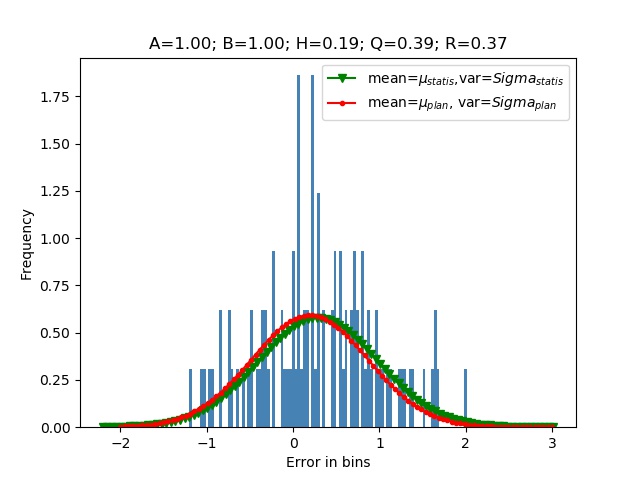 A=1.00; B=1.00; H=0.19; Q=0.39; R=0.37
mean=μstatis,var=Sigmastatis
mean=μplan, var=Sigmaplan
1.75
1.50
1.25
1.00
0.75
0.50
0.25
0.00
Frequency
−2 −1 0 1 2 3
Error in bins